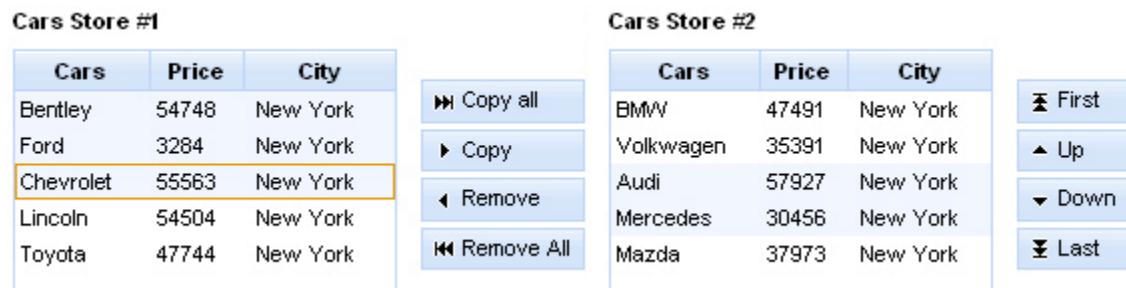 Cars Store #1
Cars Price City
Bentley 54748 New York
Ford 3284 New York
Chevrolet 55563 New York
Lincoln 54504 New York
Toyota 47744 New York
Copy all
Copy
Remove
Remove All
Cars Store #2
Cars Price City
BMW 47491 New York
Volkwagen 35391 New York
Audi 57927 New York
Mercedes 30456 New York
Mazda 37973 New York
First
Up
Down
Last